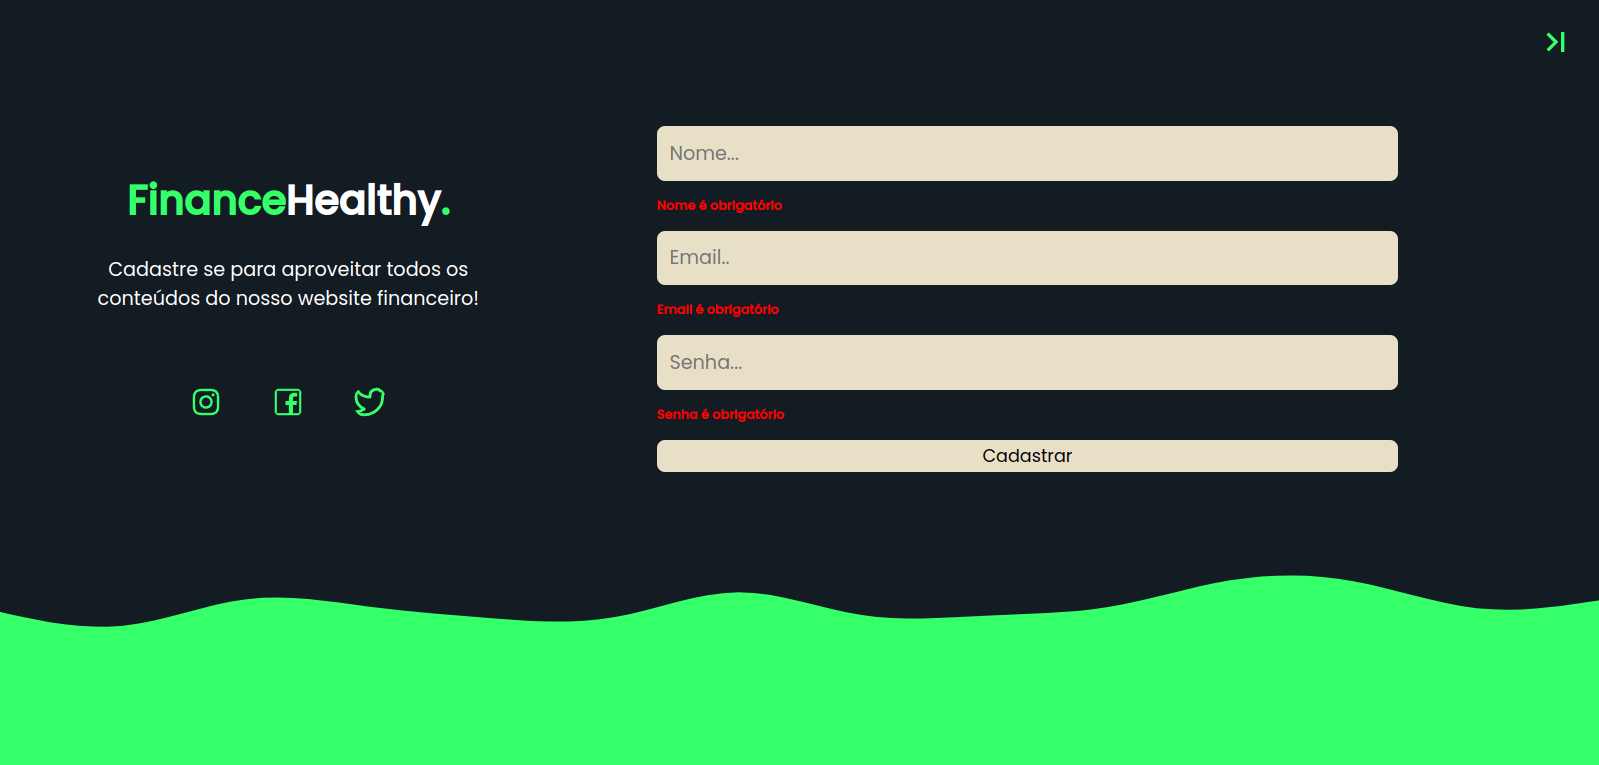 FinanceHealthy.
Cadastre se para aproveitar todos os
conteúdos do nosso website financeiro!
Nome...
Nome é obrigatório
Email..
Email é obrigatório
Senha...
Senha é obrigatório
Cadastrar